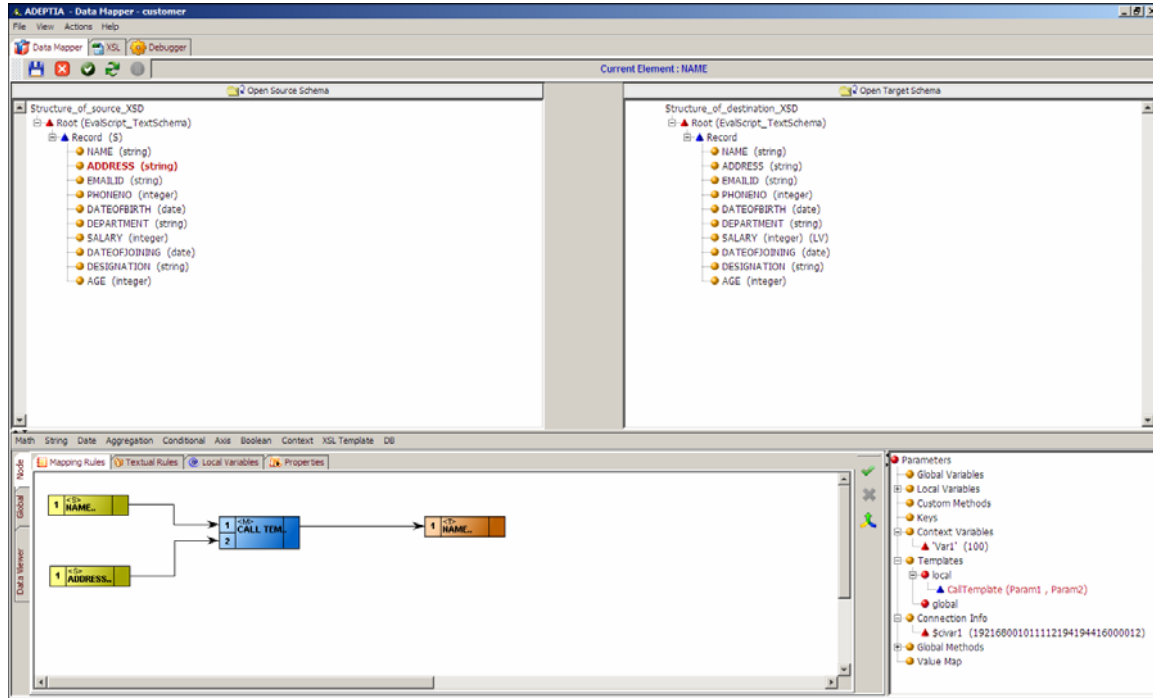 ADEPTIA - Data Mapper - customer
File View Actions Help
Data Mapper XSL Debugger
Current Element : NAME
Open Source Schema
Open Target Schema
Structure_of_source_XSD
Root (EvalScript_TextSchema)
Record (S)
NAME (string)
ADDRESS (string)
EMAILID (string)
PHONENO (integer)
DATEOFBIRTH (date)
DEPARTMENT (string)
SALARY (integer)
DATEOFJOINING (date)
DESIGNATION (string)
AGE (integer)
Structure_of_destination_XSD
Root (EvalScript_TextSchema)
Record
NAME (string)
ADDRESS (string)
EMAILID (string)
PHONENO (integer)
DATEOFBIRTH (date)
DEPARTMENT (string)
SALARY (integer) (LV)
DATEOFJOINING (date)
DESIGNATION (string)
AGE (integer)
Math String Date Aggregation Conditional Axis Boolean Context XSL Template DB
Node
Global
Data Viewer
Mapping Rules Textual Rules Local Variables Properties
1 <S> NAME..
1 <S> ADDRESS..
1 <M> CALL TEM..
2
1 <T> NAME..
Parameters
Global Variables
Local Variables
Custom Methods
Keys
Context Variables
'Var1' (100)
Templates
local
CallTemplate (Param1 , Param2)
global
Connection Info
$civar1 (192168001011112194194416000012)
Global Methods
Value Map